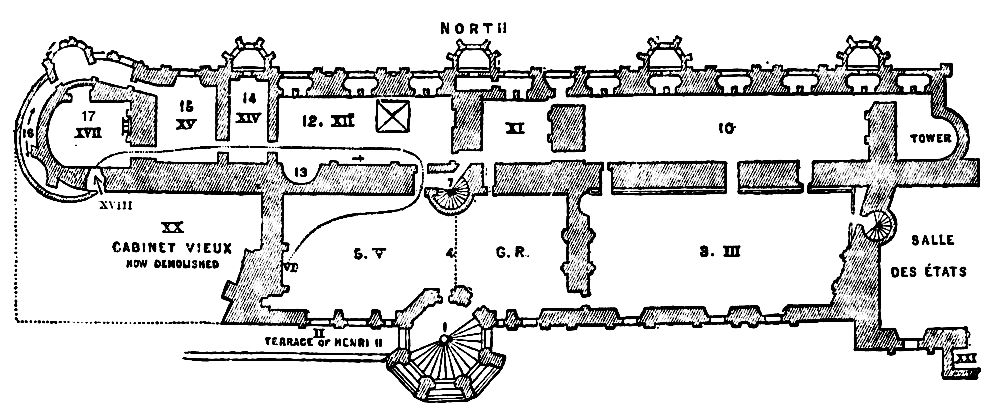 NORTH
17
XVII
16
15
XV
14
XIV
12. XII
13
XI
10
TOWER
7
XVIII
XX
CABINET VIEUX
NOW DEMOLISHED
VI
5. V
4
G. R.
3. III
SALLE
DES ÉTATS
II
TERRACE OF HENRI II
1
XXI